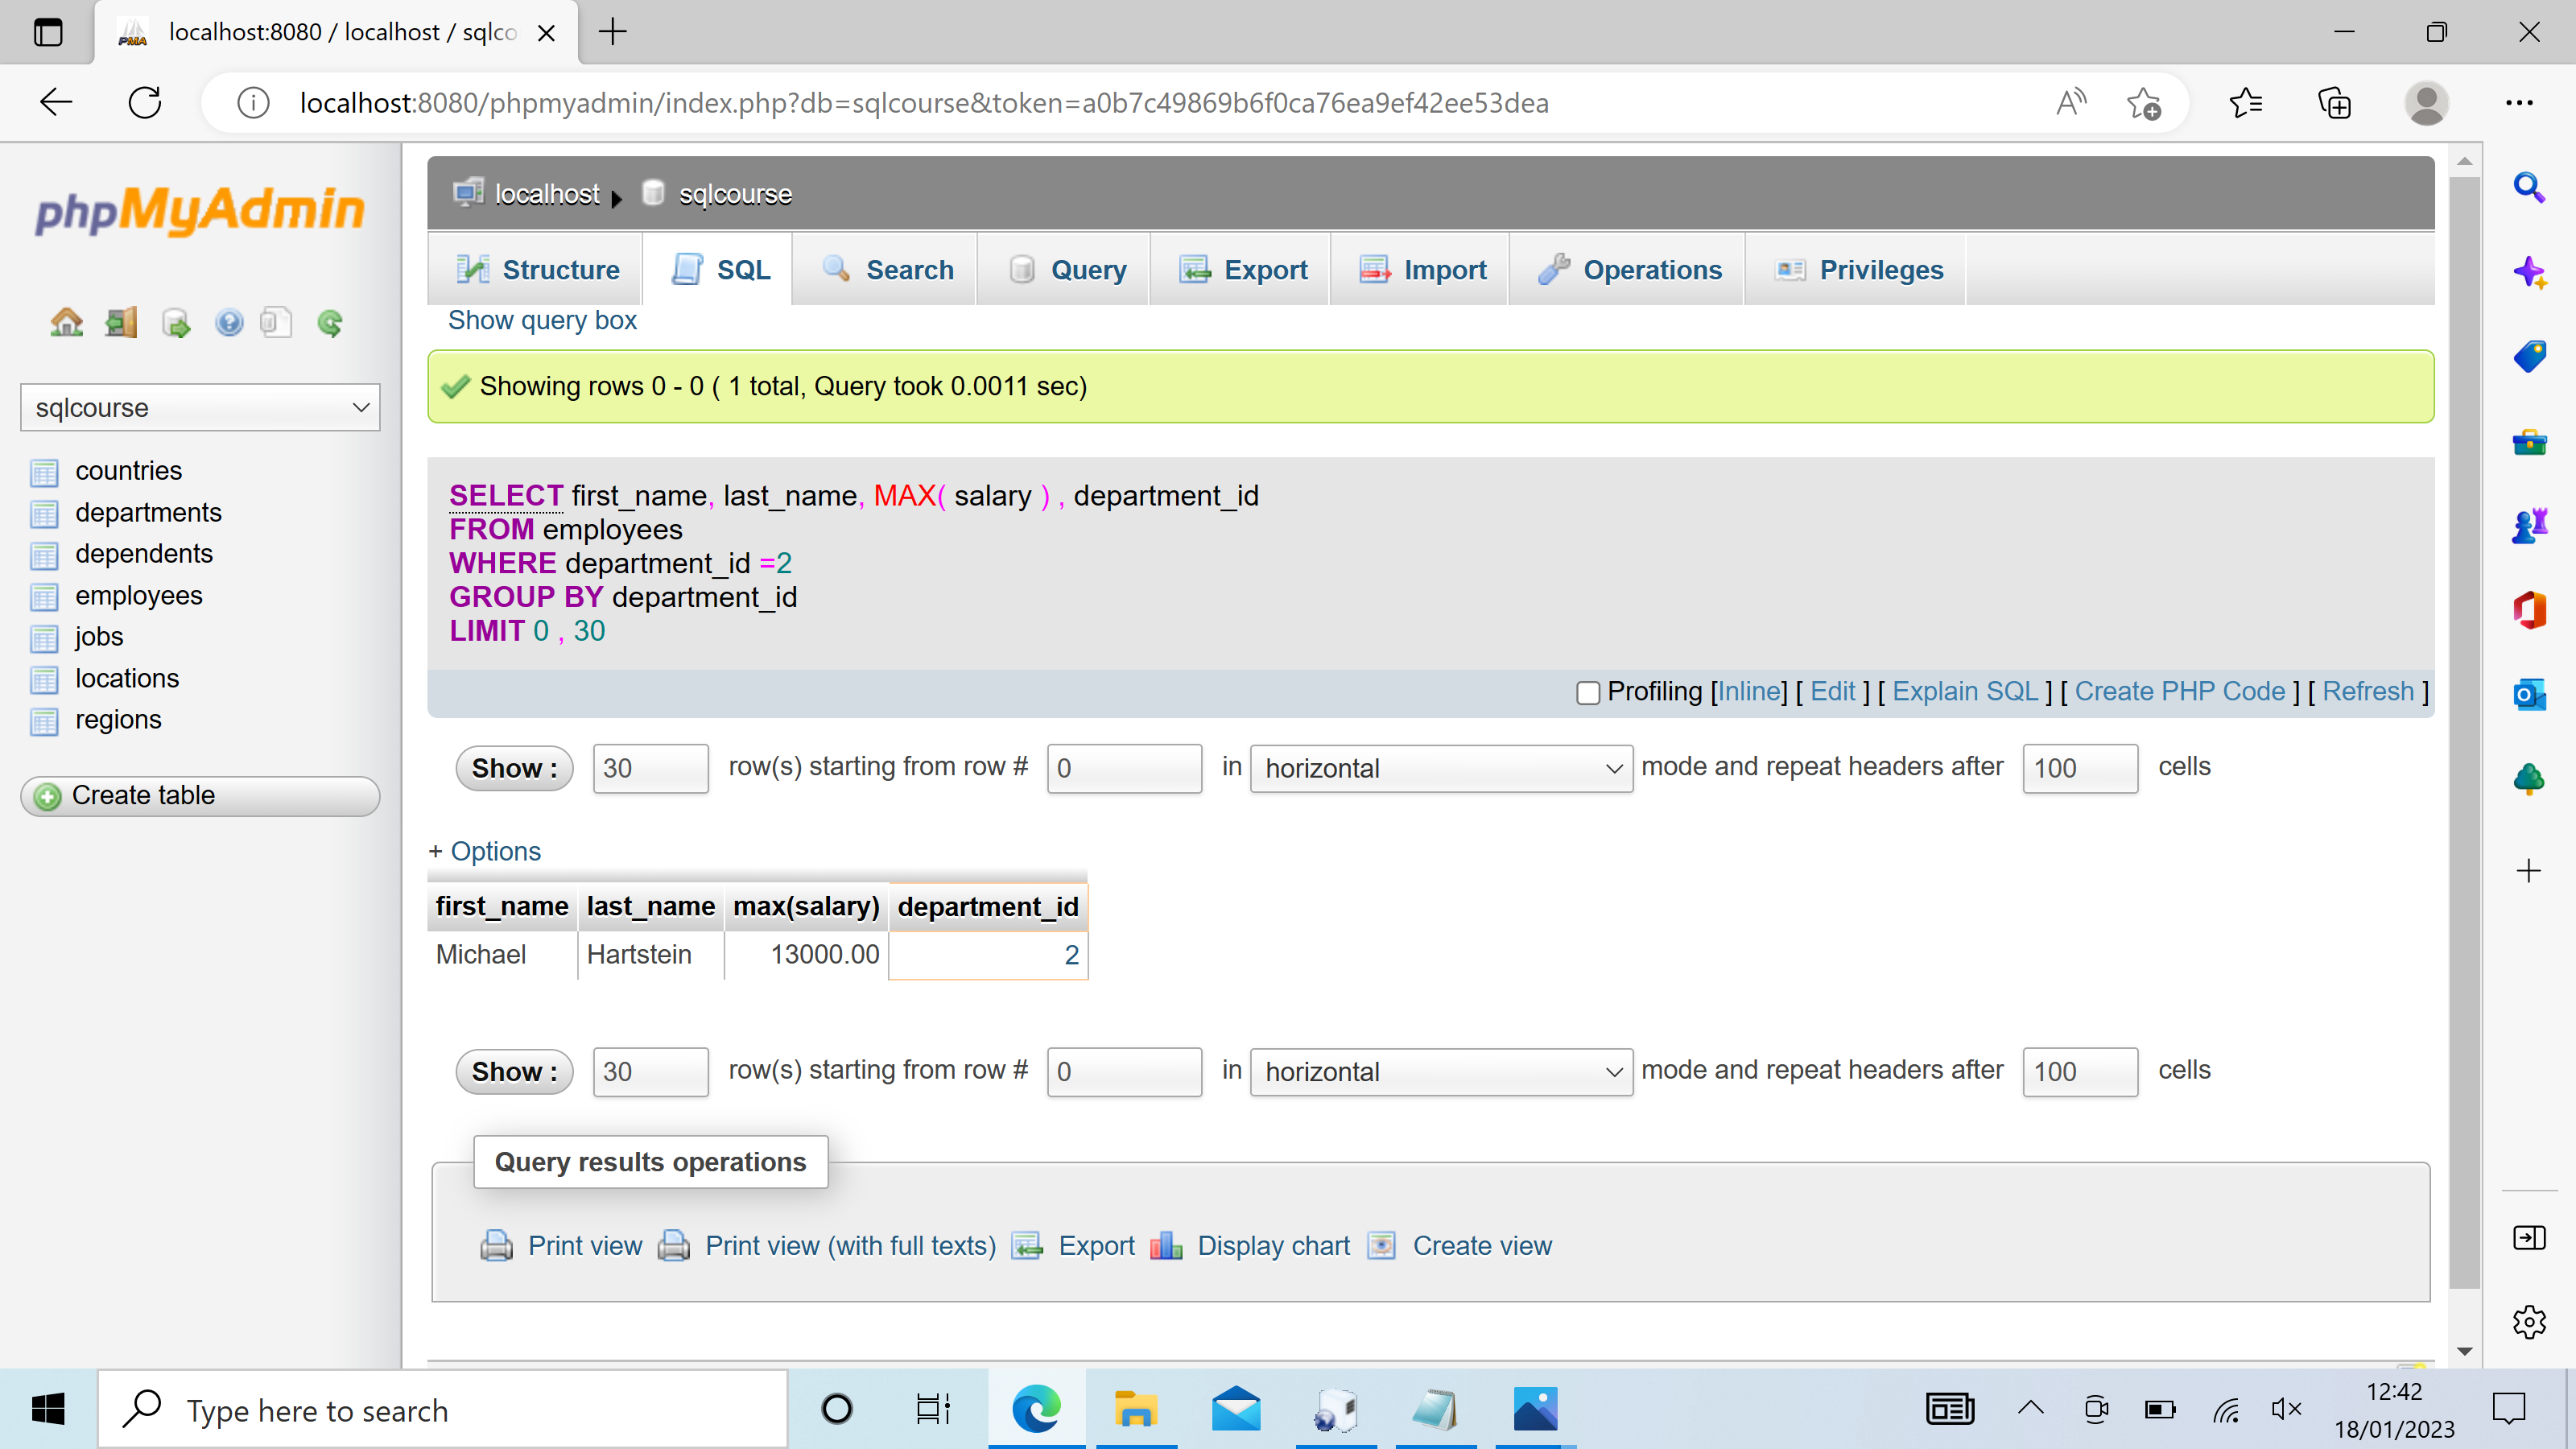 localhost:8080 / localhost / sqlco
localhost:8080/phpmyadmin/index.php?db=sqlcourse&token=a0b7c49869b6f0ca76ea9ef42ee53dea
phpMyAdmin
sqlcourse
countries
departments
dependents
employees
jobs
locations
regions
Create table
localhost sqlcourse
Structure SQL Search Query Export Import Operations Privileges
Show query box
Showing rows 0 - 0 ( 1 total, Query took 0.0011 sec)
SELECT first_name, last_name, MAX( salary ) , department_id
FROM employees
WHERE department_id =2
GROUP BY department_id
LIMIT 0 , 30
Profiling [Inline] [ Edit ] [ Explain SQL ] [ Create PHP Code ] [ Refresh ]
Show : 30 row(s) starting from row # 0 in horizontal mode and repeat headers after 100 cells
+ Options
first_name last_name max(salary) department_id
Michael Hartstein 13000.00 2
Show : 30 row(s) starting from row # 0 in horizontal mode and repeat headers after 100 cells
Query results operations
Print view Print view (with full texts) Export Display chart Create view
Type here to search
12:42
18/01/2023